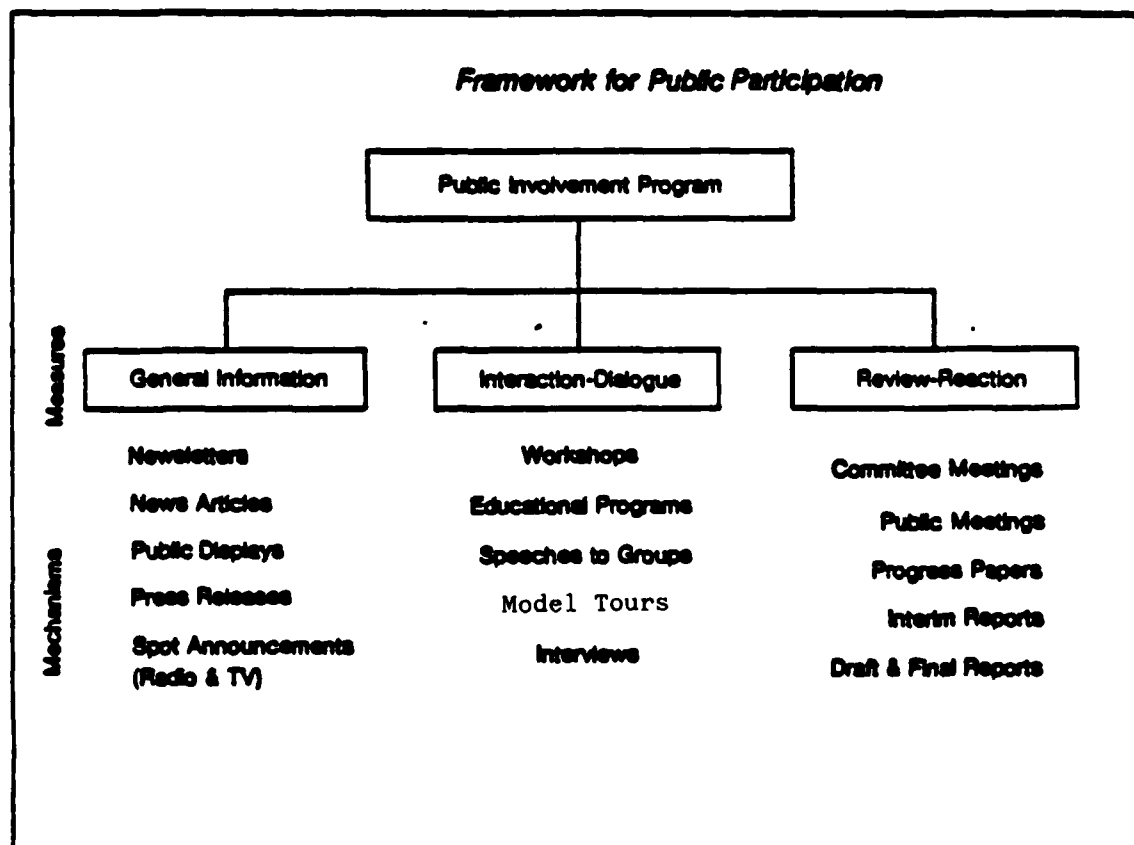 Framework for Public Participation
Public Involvement Program
Measures
General Information
Interaction-Dialogue
Review-Reaction
Mechanisms
Newsletters
News Articles
Public Displays
Press Releases
Spot Announcements
(Radio & TV)
Workshops
Educational Programs
Speeches to Groups
Model Tours
Interviews
Committee Meetings
Public Meetings
Progress Papers
Interim Reports
Draft & Final Reports